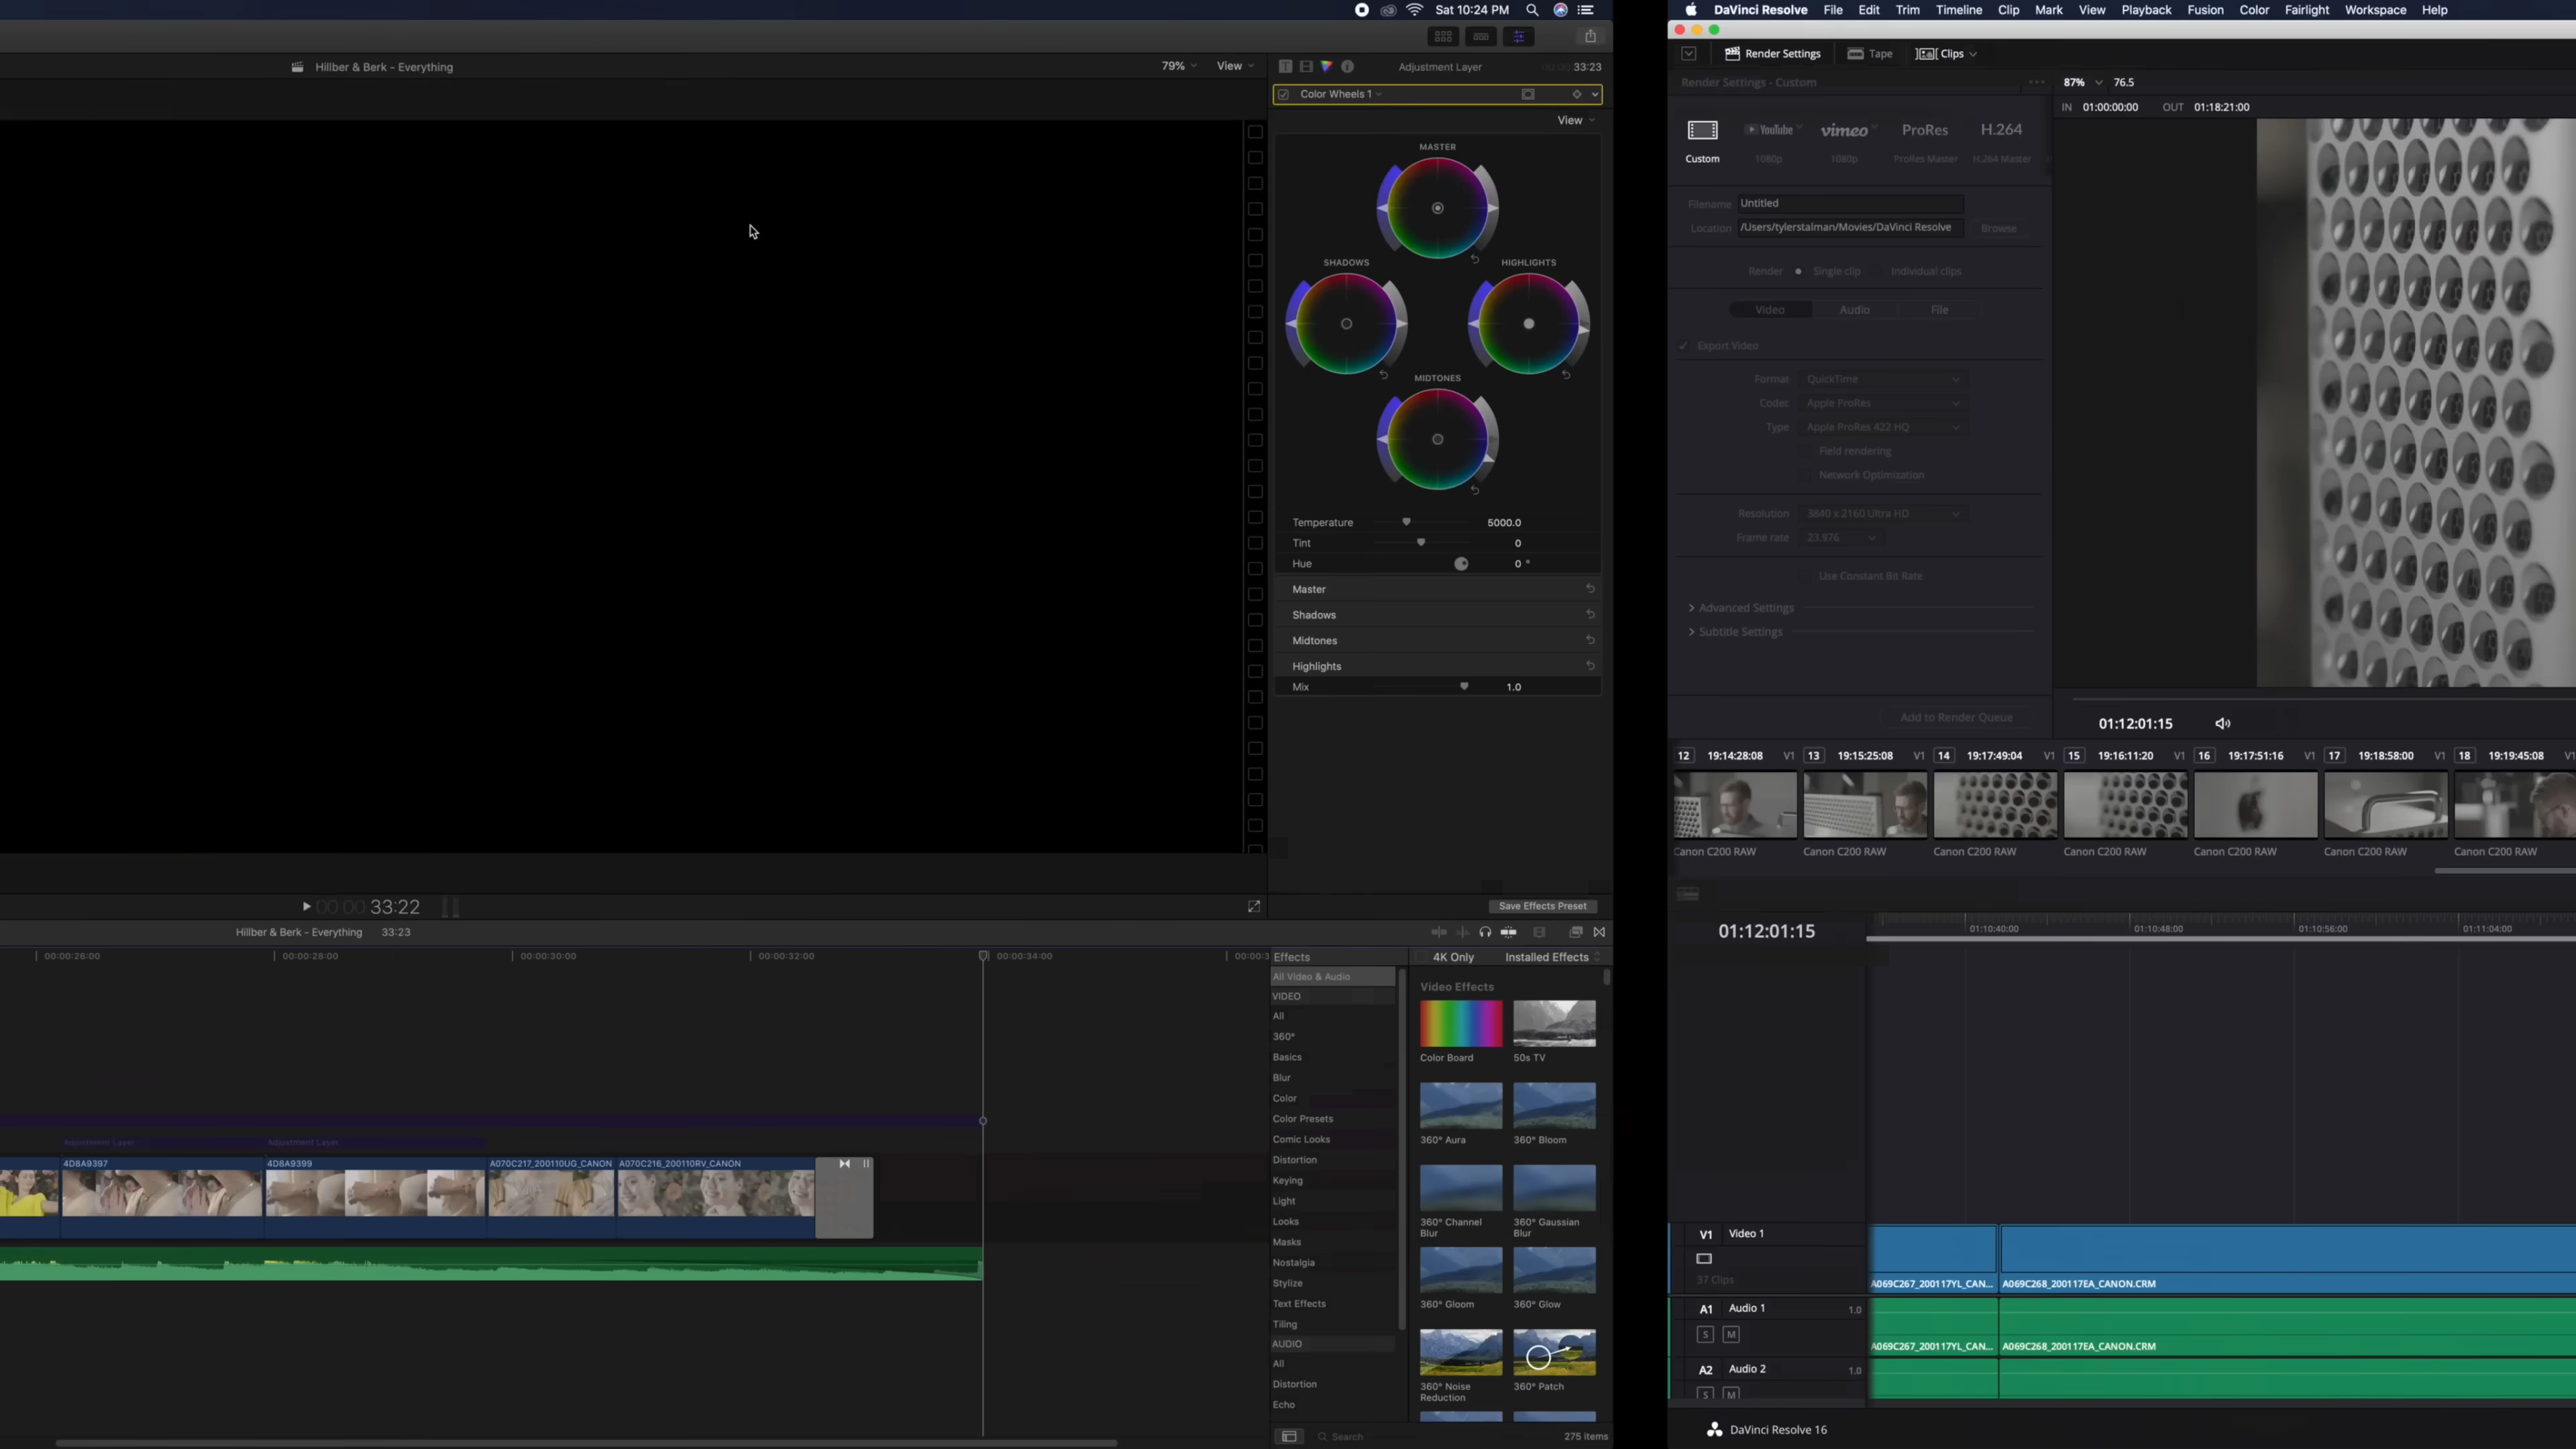 Sat 10:24 PM
Hillber & Berk - Everything
79%
View
Adjustment Layer
33:23
Color Wheels 1
View
MASTER
SHADOWS
HIGHLIGHTS
MIDTONES
Temperature 5000.0
Tint 0
Hue 0 °
Master
Shadows
Midtones
Highlights
Mix 1.0
Save Effects Preset
00:00 33:22
Hillber & Berk - Everything 33:23
00:00:26:00
00:00:28:00
00:00:30:00
00:00:32:00
00:00:34:00
Adjustment Layer
Adjustment Layer
4D8A9397
4D8A9399
A070C217_200110UG_CANON
A070C216_200110RV_CANON
Effects
4K Only
Installed Effects
All Video & Audio
VIDEO
All
360°
Basics
Blur
Color
Color Presets
Comic Looks
Distortion
Keying
Light
Looks
Masks
Nostalgia
Stylize
Text Effects
Tiling
AUDIO
All
Distortion
Echo
Video Effects
Color Board
50s TV
360° Aura
360° Bloom
360° Channel
Blur
360° Gaussian
Blur
360° Gloom
360° Glow
360° Noise
Reduction
360° Patch
Search
275 items
DaVinci Resolve File Edit Trim Timeline Clip Mark View Playback Fusion Color Fairlight Workspace Help
Render Settings
Tape
Clips
Render Settings - Custom
87%
76.5
IN 01:00:00:00 OUT 01:18:21:00
YouTube
vimeo
ProRes
H.264
Custom
1080p
1080p
ProRes Master
H.264 Master
Filename Untitled
Location /Users/tylerstalman/Movies/DaVinci Resolve Browse
Render Single clip Individual clips
Video Audio File
Export Video
Format QuickTime
Codec Apple ProRes
Type Apple ProRes 422 HQ
Field rendering
Network Optimization
Resolution 3840 x 2160 Ultra HD
Frame rate 23.976
Use Constant Bit Rate
Advanced Settings
Subtitle Settings
Add to Render Queue
01:12:01:15
12 19:14:28:08 V1
13 19:15:25:08 V1
14 19:17:49:04 V1
15 19:16:11:20 V1
16 19:17:51:16 V1
17 19:18:58:00 V1
18 19:19:45:08
Canon C200 RAW
Canon C200 RAW
Canon C200 RAW
Canon C200 RAW
Canon C200 RAW
Canon C200 RAW
Canon C200 RAW
01:12:01:15
01:10:40:00
01:10:48:00
01:10:56:00
01:11:04:00
V1 Video 1
37 Clips
A069C267_200117YL_CAN...
A069C268_200117EA_CANON.CRM
A1 Audio 1 1.0
S M
A069C267_200117YL_CAN...
A069C268_200117EA_CANON.CRM
A2 Audio 2 1.0
S M
DaVinci Resolve 16